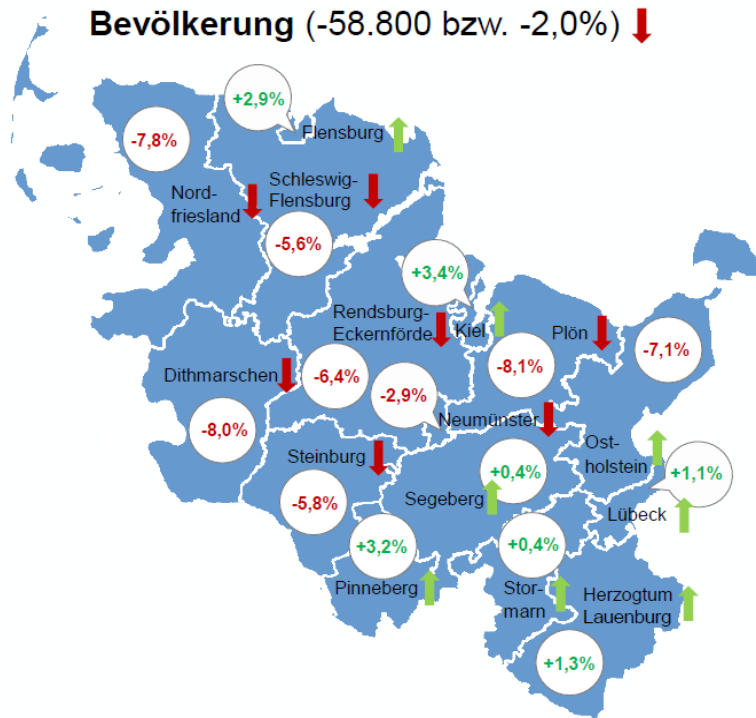 Bevölkerung (-58.800 bzw. -2,0%)
+2,9%
Flensburg
-7,8%
Nord-
friesland
Schleswig-
Flensburg
-5,6%
+3,4%
Rendsburg-
Eckernförde
Kiel
Plön
-7,1%
-8,1%
Dithmarschen
-6,4%
-2,9%
Neumünster
-8,0%
Steinburg
+0,4%
Ost-
holstein
+1,1%
-5,8%
Segeberg
Lübeck
+3,2%
+0,4%
Pinneberg
Stor-
marn
Herzogtum
Lauenburg
+1,3%